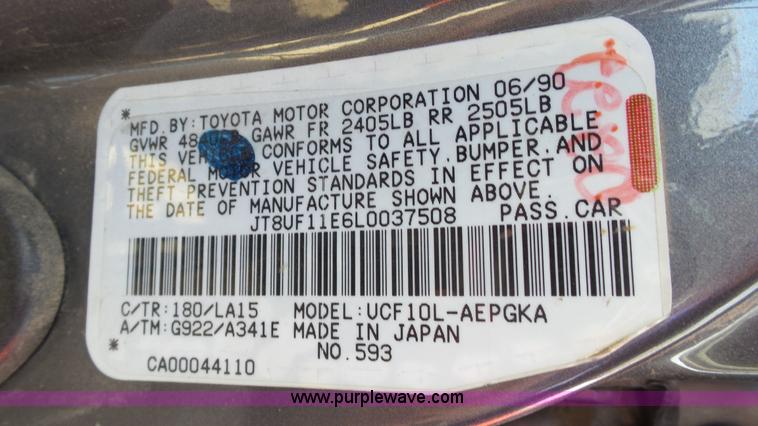 *
MFD.BY:TOYOTA MOTOR CORPORATION 06/90
GVWR GAWR FR 2405LB RR 2505LB
THIS CONFORMS TO ALL APPLICABLE
FEDERAL VEHICLE SAFETY,BUMPER,AND
THEFT PREVENTION STANDARDS IN EFFECT ON
THE DATE OF MANUFACTURE SHOWN ABOVE.
JT8UF11E6L0037508 PASS.CAR
C/TR:180/LA15 MODEL:UCF10L-AEPGKA
A/TM:G922/A341E MADE IN JAPAN
* NO.593
CA00044110
www.purplewave.com